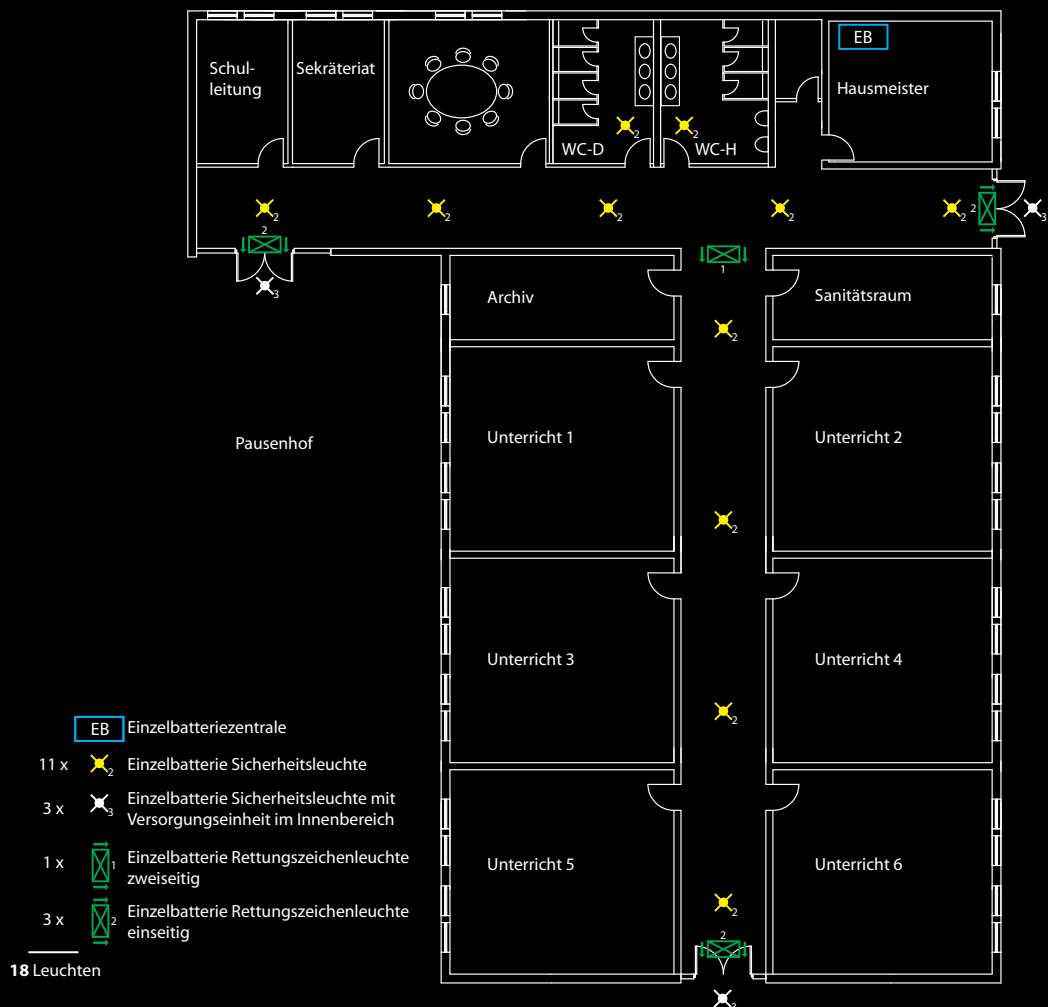 EB
Schul-
leitung
Sekräteriat
Hausmeister
WC-D
2
2
WC-H
2
2
2
2
2
2
3
2
3
1
Archiv
Sanitätsraum
2
Unterricht 1
Unterricht 2
Pausenhof
2
Unterricht 3
Unterricht 4
2
EB Einzelbatteriezentrale
11 x 2 Einzelbatterie Sicherheitsleuchte
3 x 3 Einzelbatterie Sicherheitsleuchte mit
Versorgungseinheit im Innenbereich
1 x 1 Einzelbatterie Rettungszeichenleuchte
zweiseitig
3 x 2 Einzelbatterie Rettungszeichenleuchte
einseitig
18 Leuchten
Unterricht 5
Unterricht 6
2
2
3